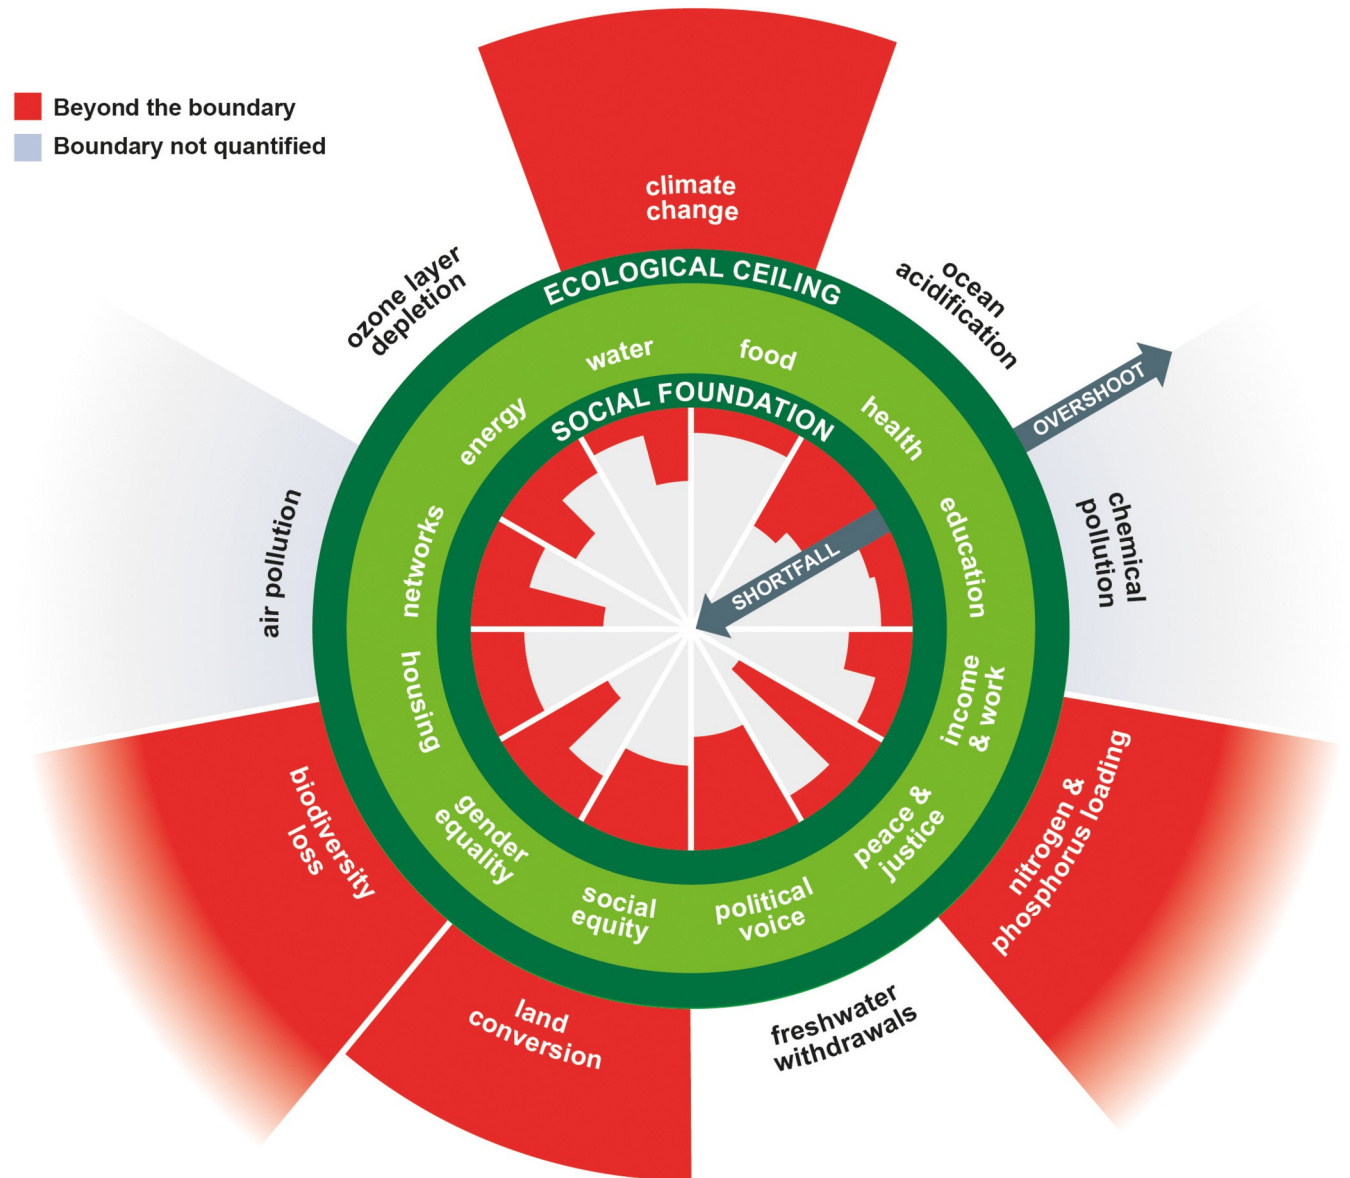 Beyond the boundary
Boundary not quantified
climate
change
ozone layer
depletion
ocean
acidification
ECOLOGICAL CEILING
water
food
SOCIAL FOUNDATION
energy
health
OVERSHOOT
networks
education
air pollution
chemical
pollution
SHORTFALL
housing
income
& work
biodiversity
loss
nitrogen &
phosphorus loading
gender
equality
peace &
justice
social
equity
political
voice
land
conversion
freshwater
withdrawals